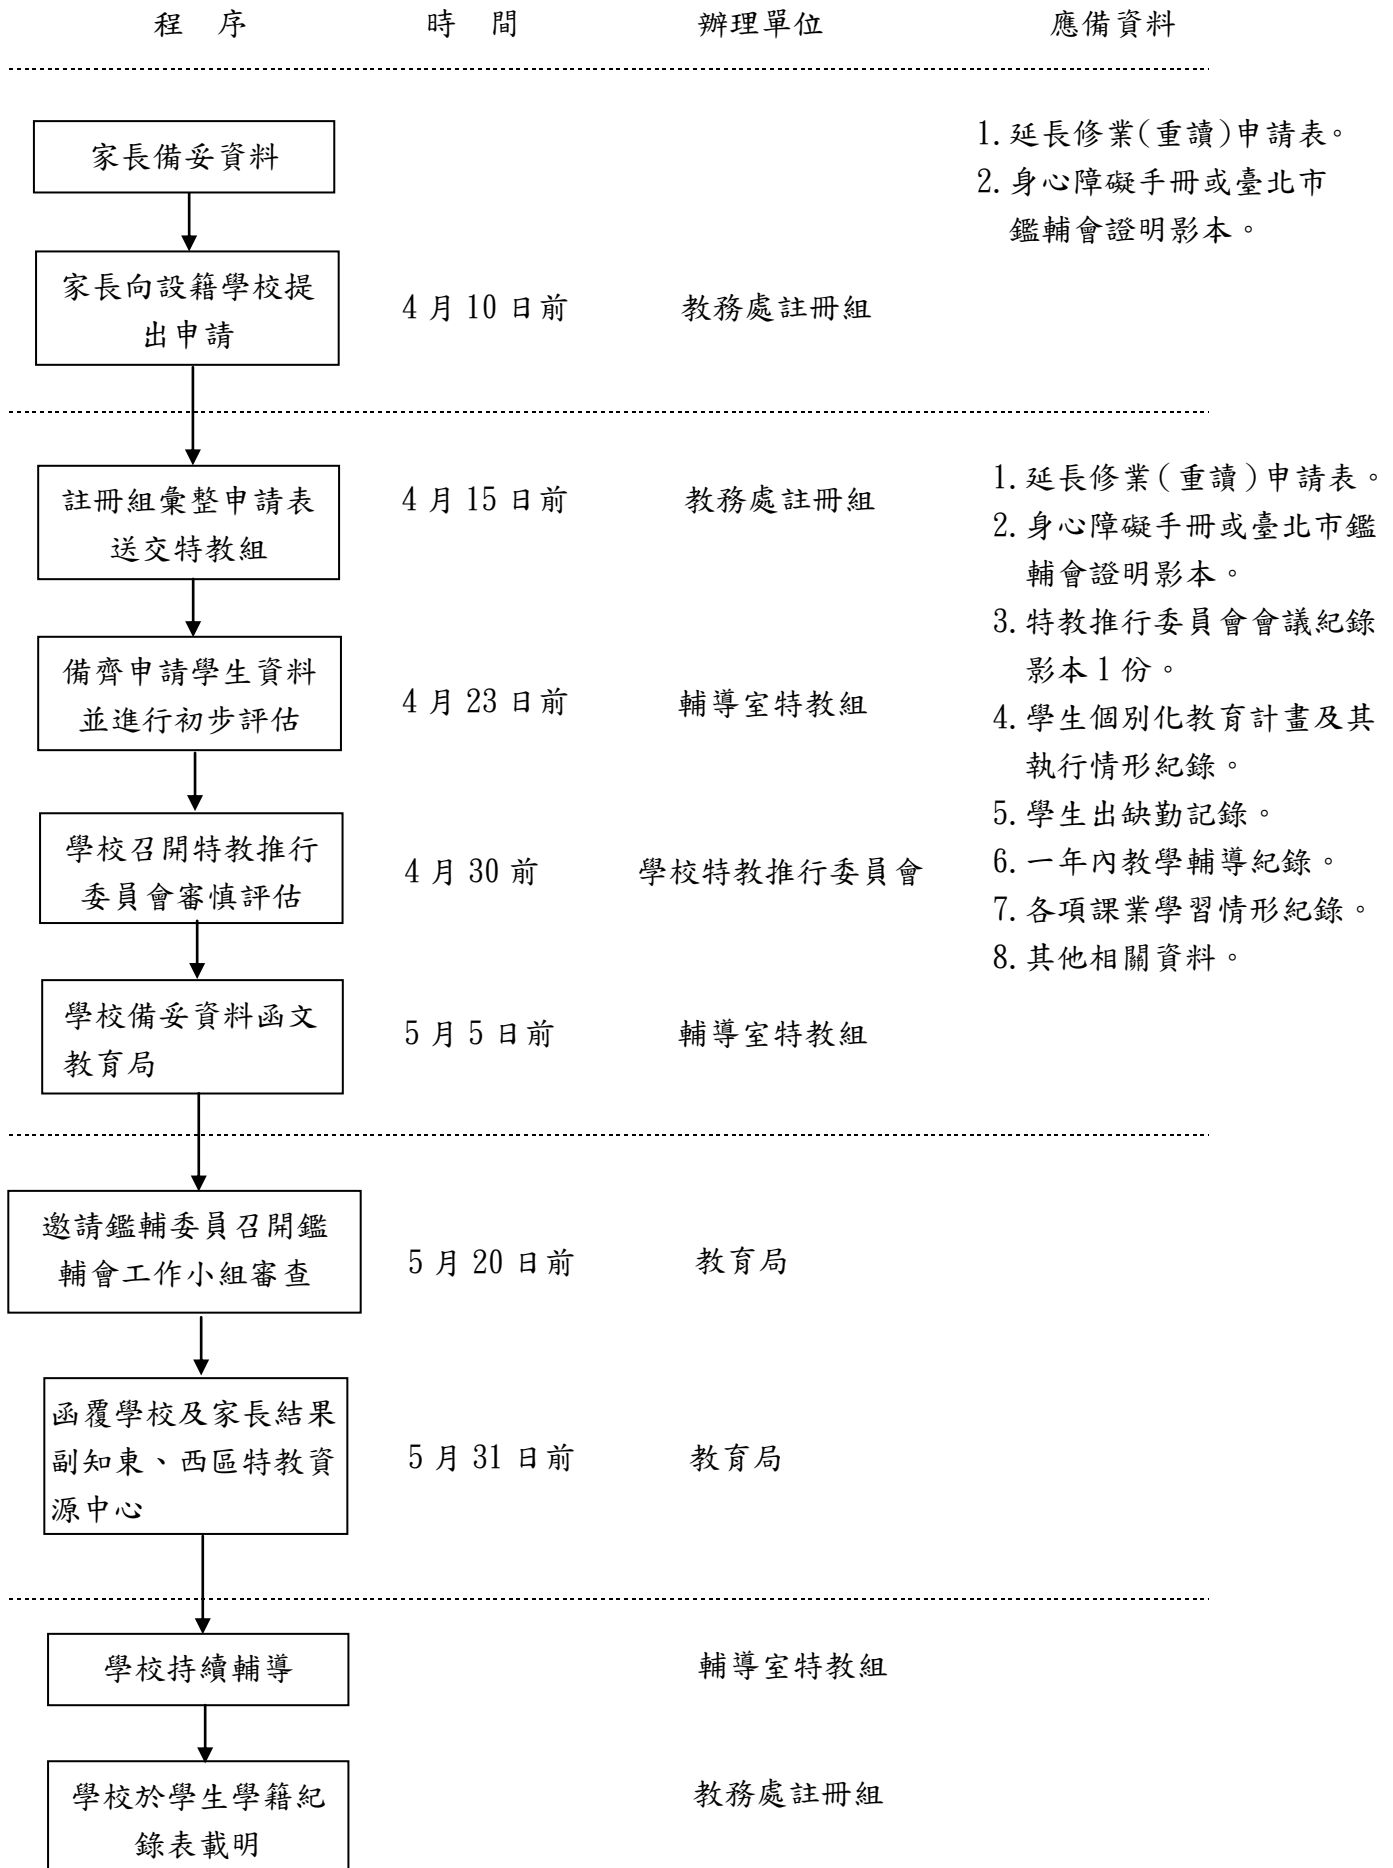 程　序　時　間　辦理單位　應備資料
家長備妥資料
1.延長修業(重讀)申請表。
2.身心障礙手冊或臺北市
鑑輔會證明影本。
家長向設籍學校提
出申請
4 月 10 日前
教務處註冊組
註冊組彙整申請表
送交特教組
4 月 15 日前
教務處註冊組
1.延長修業(重讀)申請表。
2.身心障礙手冊或臺北市鑑
輔會證明影本。
3.特教推行委員會會議紀錄
影本 1 份。
4.學生個別化教育計畫及其
執行情形紀錄。
5.學生出缺勤記錄。
6.一年內教學輔導紀錄。
7.各項課業學習情形紀錄。
8.其他相關資料。
備齊申請學生資料
並進行初步評估
4 月 23 日前
輔導室特教組
學校召開特教推行
委員會審慎評估
4 月 30 前
學校特教推行委員會
學校備妥資料函文
教育局
5 月 5 日前
輔導室特教組
邀請鑑輔委員召開鑑
輔會工作小組審查
5 月 20 日前
教育局
函覆學校及家長結果
副知東、西區特教資
源中心
5 月 31 日前
教育局
學校持續輔導
輔導室特教組
學校於學生學籍紀
錄表載明
教務處註冊組